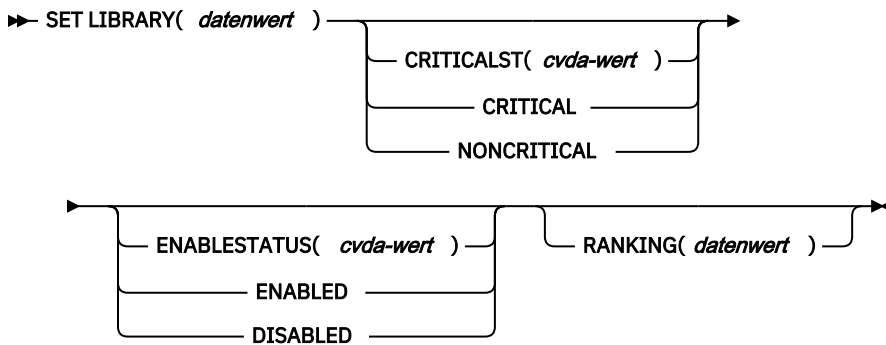 SET LIBRARY( datenwert )
CRITICALST( cvda-wert )
CRITICAL
NONCRITICAL
ENABLESTATUS( cvda-wert )
ENABLED
DISABLED
RANKING( datenwert )